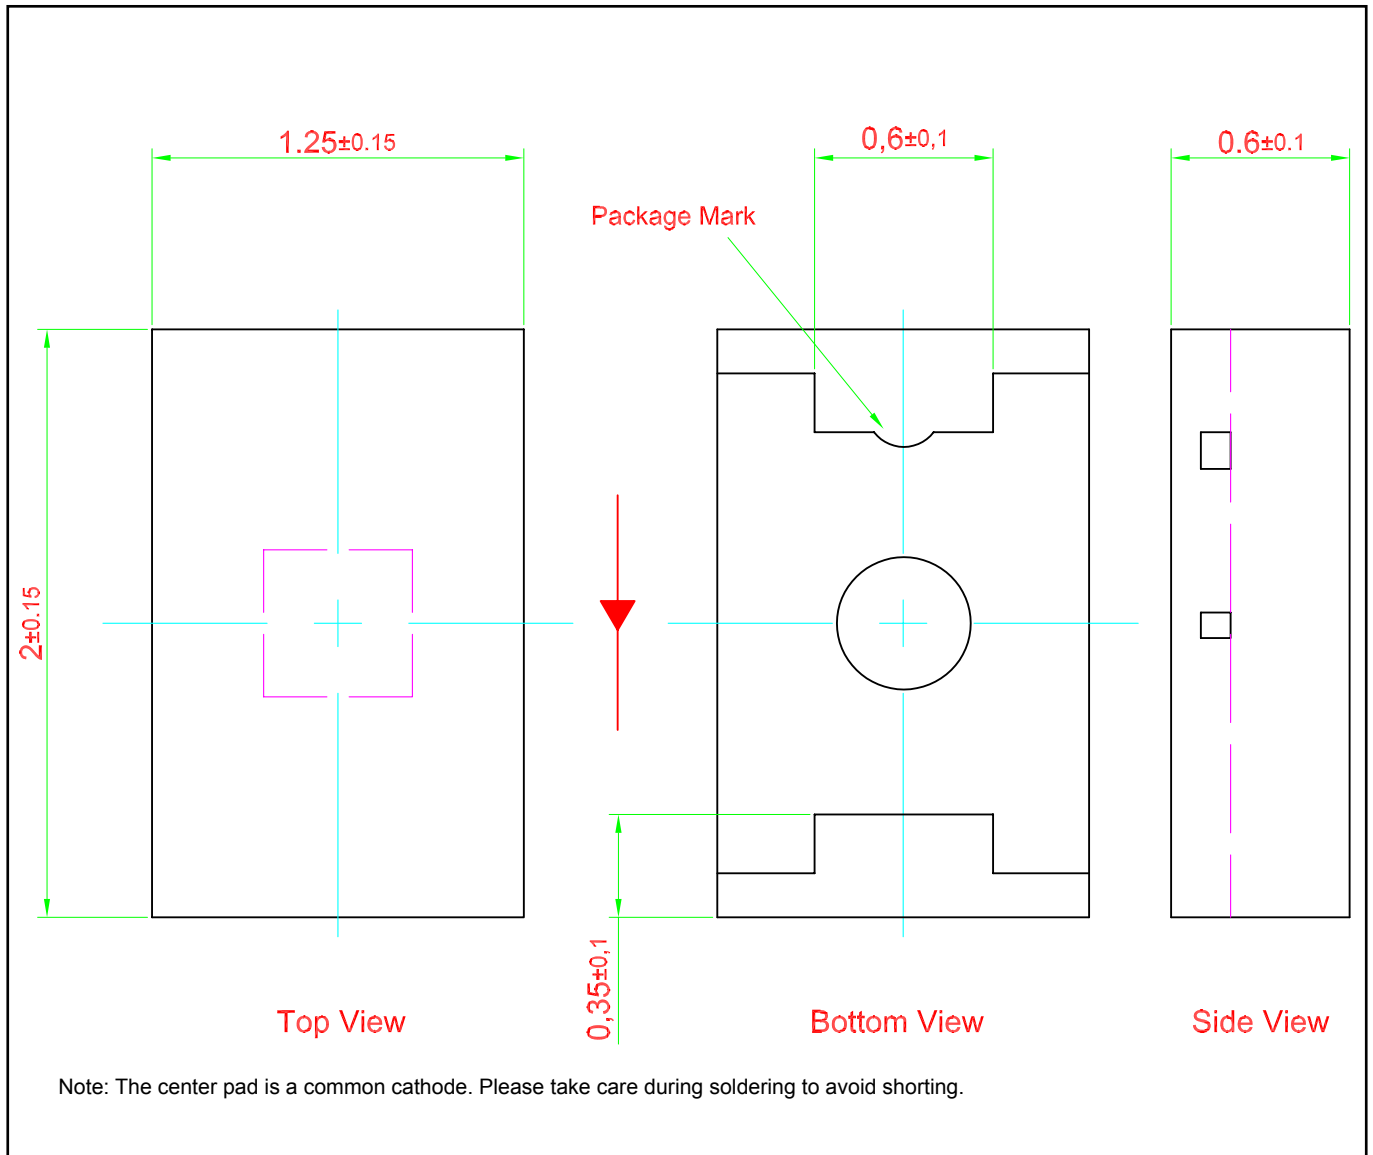 1.25±0.15
0,6±0,1
0.6±0.1
Package Mark
2±0.15
0,35±0,1
Top View
Bottom View
Side View
Note: The center pad is a common cathode. Please take care during soldering to avoid shorting.